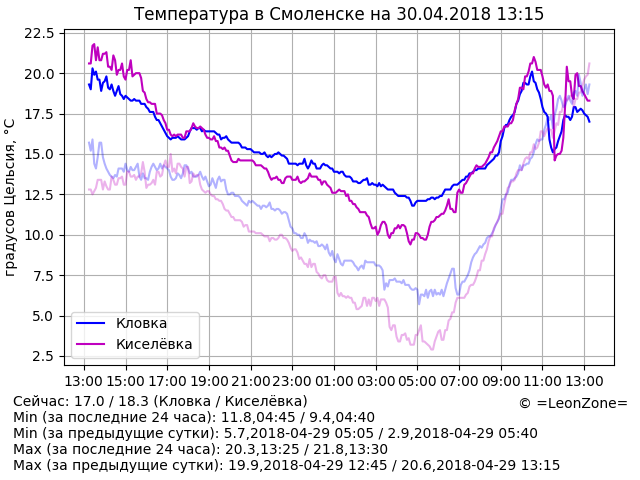 Температура в Смоленске на 30.04.2018 13:15
градусов Цельсия, °C
22.5
20.0
17.5
15.0
12.5
10.0
7.5
5.0
2.5
Кловка
Киселёвка
13:00 15:00 17:00 19:00 21:00 23:00 01:00 03:00 05:00 07:00 09:00 11:00 13:00
Сейчас: 17.0 / 18.3 (Кловка / Киселёвка)
© =LeonZone=
Min (за последние 24 часа): 11.8,04:45 / 9.4,04:40
Min (за предыдущие сутки): 5.7,2018-04-29 05:05 / 2.9,2018-04-29 05:40
Max (за последние 24 часа): 20.3,13:25 / 21.8,13:30
Max (за предыдущие сутки): 19.9,2018-04-29 12:45 / 20.6,2018-04-29 13:15